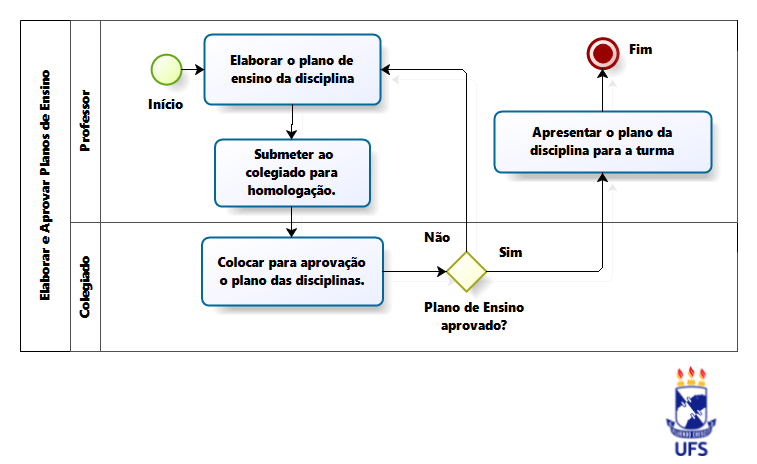 Elaborar e Aprovar Planos de Ensino
Professor
Início
Elaborar o plano de
ensino da disciplina
Submeter ao
colegiado para
homologação.
Fim
Apresentar o plano da
disciplina para a turma
Colegiado
Colocar para aprovação
o plano das disciplinas.
Não
Sim
Plano de Ensino
aprovado?
UFS